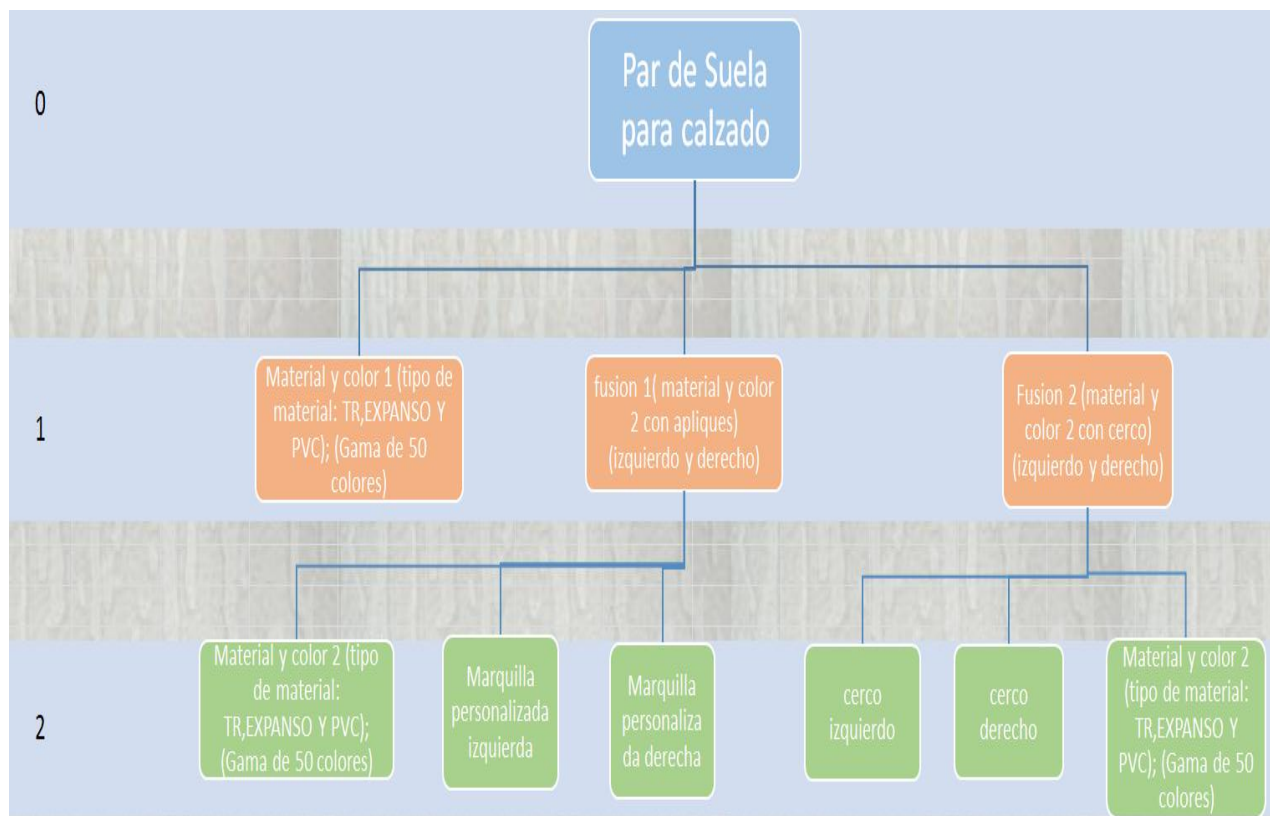 0
Par de Suela
para calzado
1
Material y color 1 (tipo de
material: TR,EXPANSO Y
PVC); (Gama de 50
colores)
fusion 1( material y color
2 con apliques)
(izquierdo y derecho)
Fusion 2 (material y
color 2 con cerco)
(izquierdo y derecho)
2
Material y color 2 (tipo
de material:
TR,EXPANSO Y PVC);
(Gama de 50 colores)
Marquilla
personalizada
izquierda
Marquilla
personaliza
da derecha
cerco
izquierdo
cerco
derecho
Material y color 2
(tipo de material:
TR,EXPANSO Y
PVC); (Gama de 50
colores)